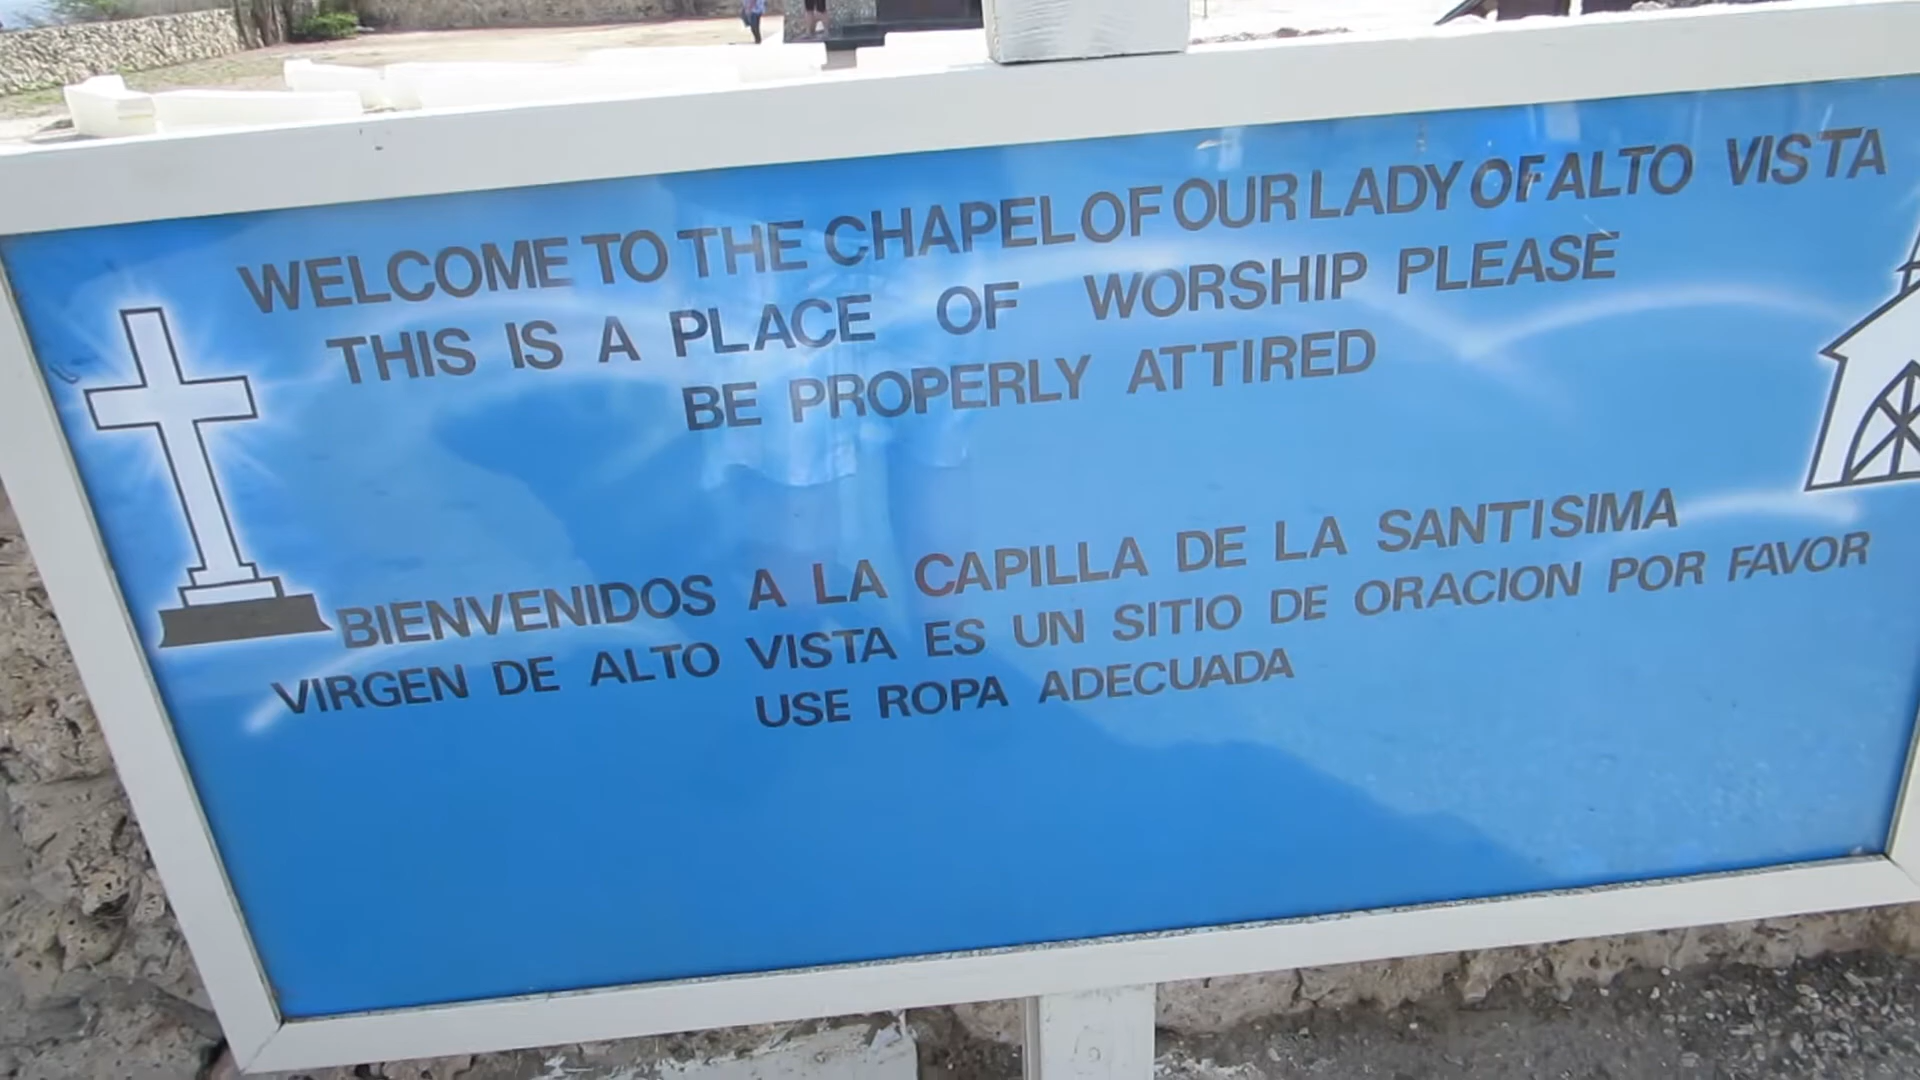 WELCOME TO THE CHAPEL OF OUR LADY OF ALTO VISTA
THIS IS A PLACE OF WORSHIP PLEASE
BE PROPERLY ATTIRED
BIENVENIDOS A LA CAPILLA DE LA SANTISIMA
VIRGEN DE ALTO VISTA ES UN SITIO DE ORACION POR FAVOR
USE ROPA ADECUADA